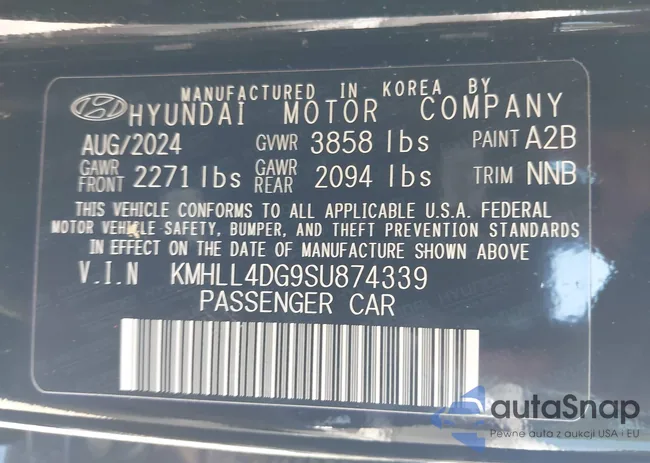 MANUFACTURED IN KOREA BY
HYUNDAI MOTOR COMPANY
AUG/2024 GVWR 3858 lbs PAINT A2B
GAWR FRONT 2271 lbs GAWR REAR 2094 lbs TRIM NNB
THIS VEHICLE CONFORMS TO ALL APPLICABLE U.S.A. FEDERAL
MOTOR VEHICLE SAFETY, BUMPER, AND THEFT PREVENTION STANDARDS
IN EFFECT ON THE DATE OF MANUFACTURE SHOWN ABOVE
V.I.N KMHLL4DG9SU874339
PASSENGER CAR
autaSnap
Pewne auta z aukcji USA i EU